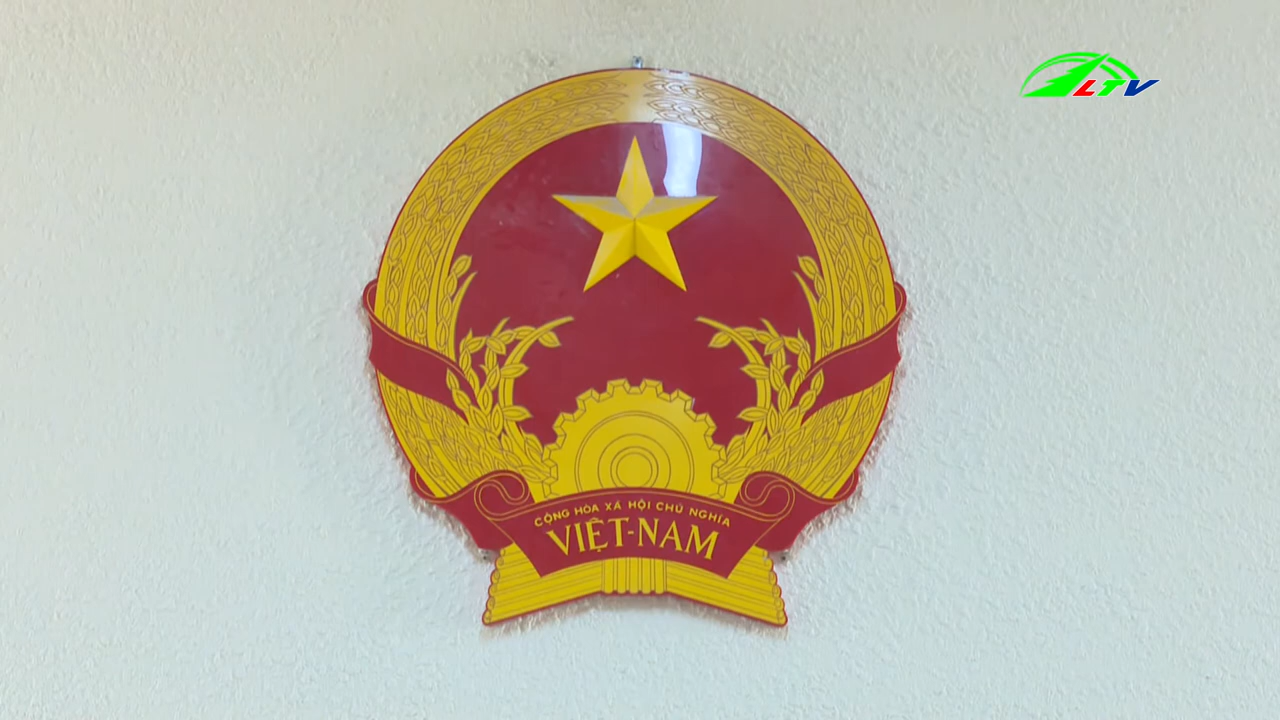 LTV
CỘNG HÒA XÃ HỘI CHỦ NGHĨA
VIỆT-NAM